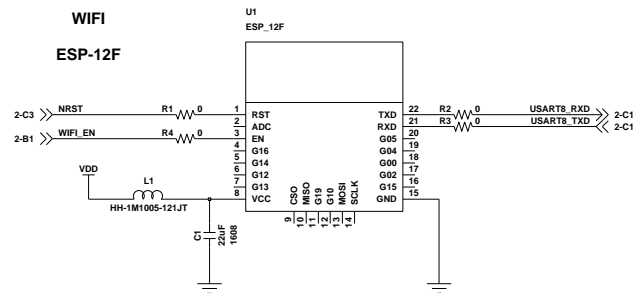 WIFI
ESP-12F
U1
ESP_12F
2-C3
NRST
R1
0
1
RST
TXD
22
R2
0
USART8_RXD
2-C1
2
ADC
RXD
21
R3
0
USART8_TXD
2-C1
2-B1
WIFI_EN
R4
0
3
EN
G05
20
4
G16
G04
19
5
G14
G00
18
6
G12
G02
17
7
G13
G15
16
8
VCC
GND
15
VDD
L1
HH-1M1005-121JT
CSO
MISO
G19
G10
MOSI
SCLK
9
10
11
12
13
14
C1
22uF
1608